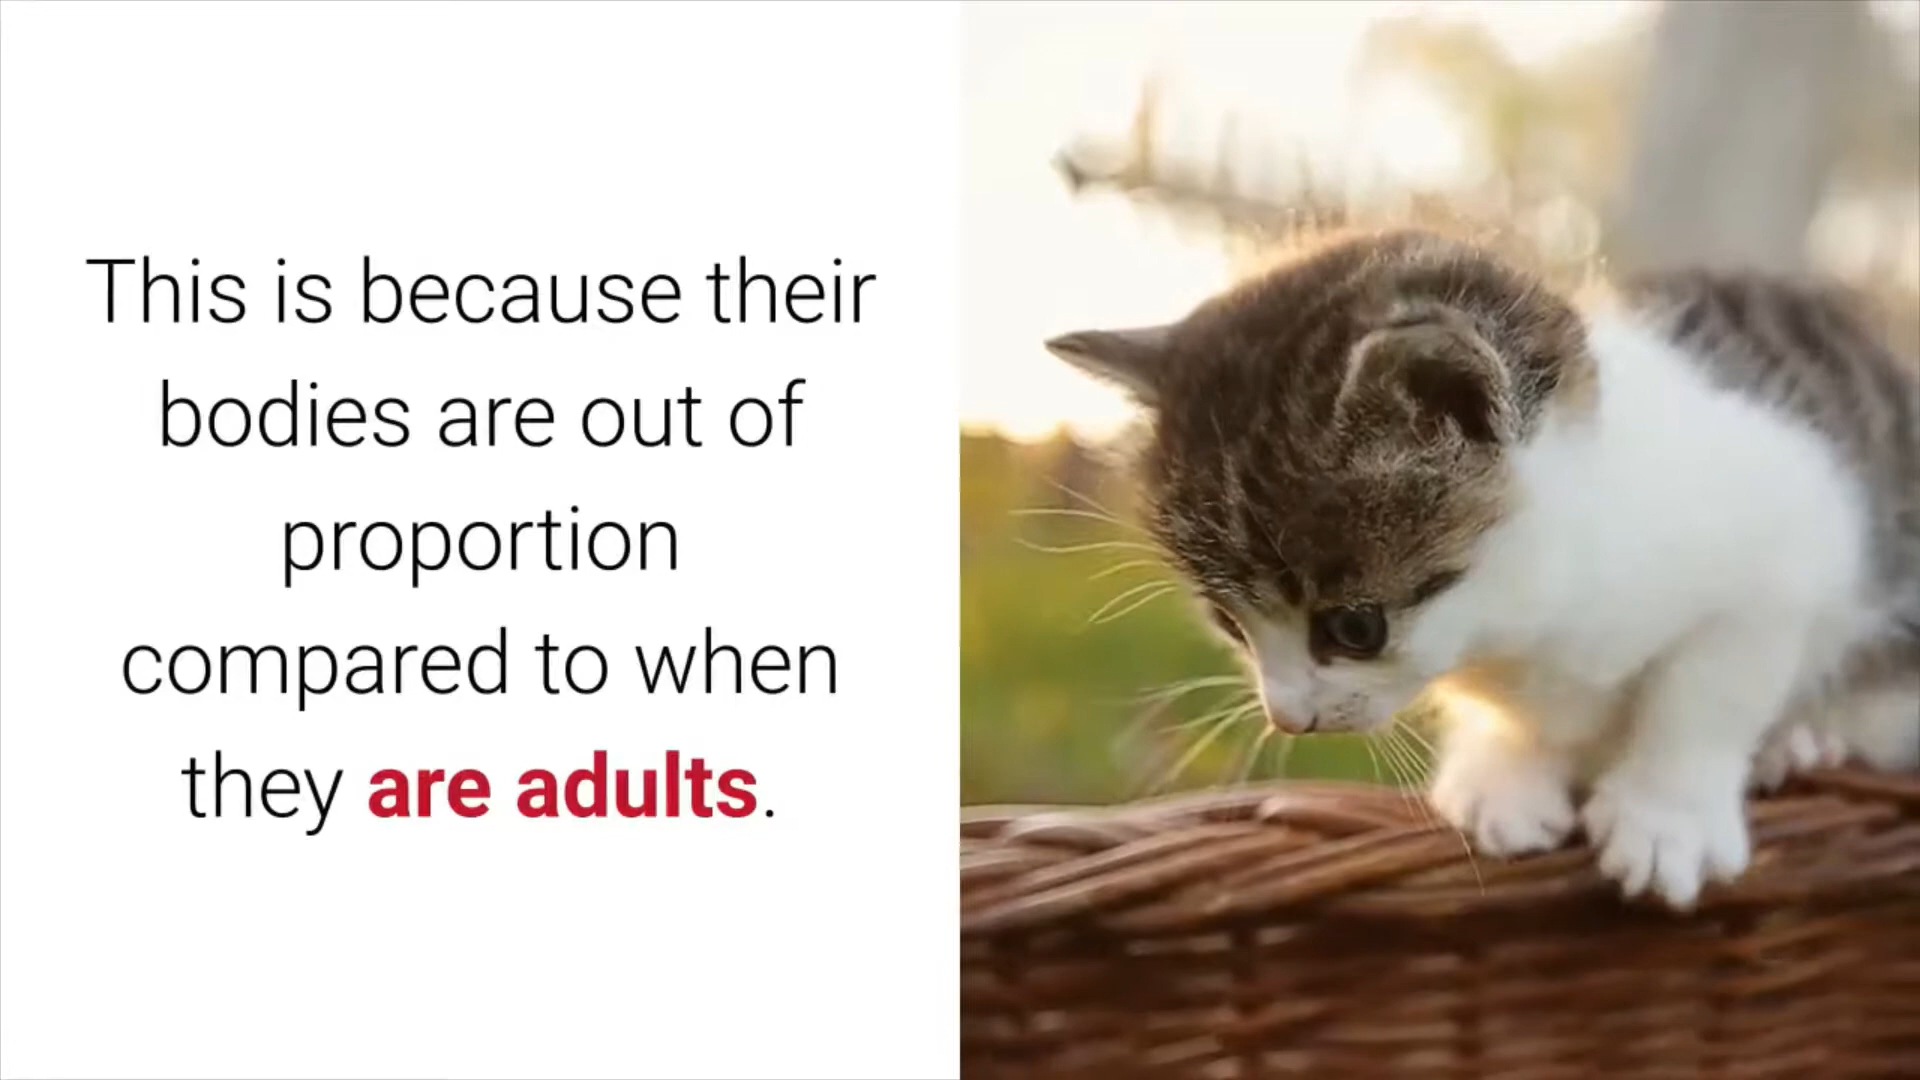 This is because their
bodies are out of
proportion
compared to when
they are adults.